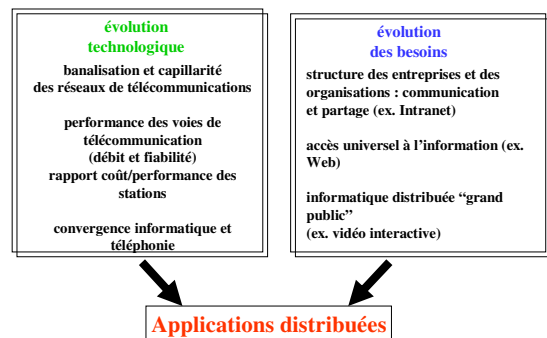 évolution
technologique
banalisation et capillarité
des réseaux de télécommunications
performance des voies de
télécommunication
(débit et fiabilité)
rapport coût/performance des
stations
convergence informatique et
téléphonie
évolution
des besoins
structure des entreprises et des
organisations : communication
et partage (ex. Intranet)
accès universel à l'information (ex.
Web)
informatique distribuée “grand
public”
(ex. vidéo interactive)
Applications distribuées